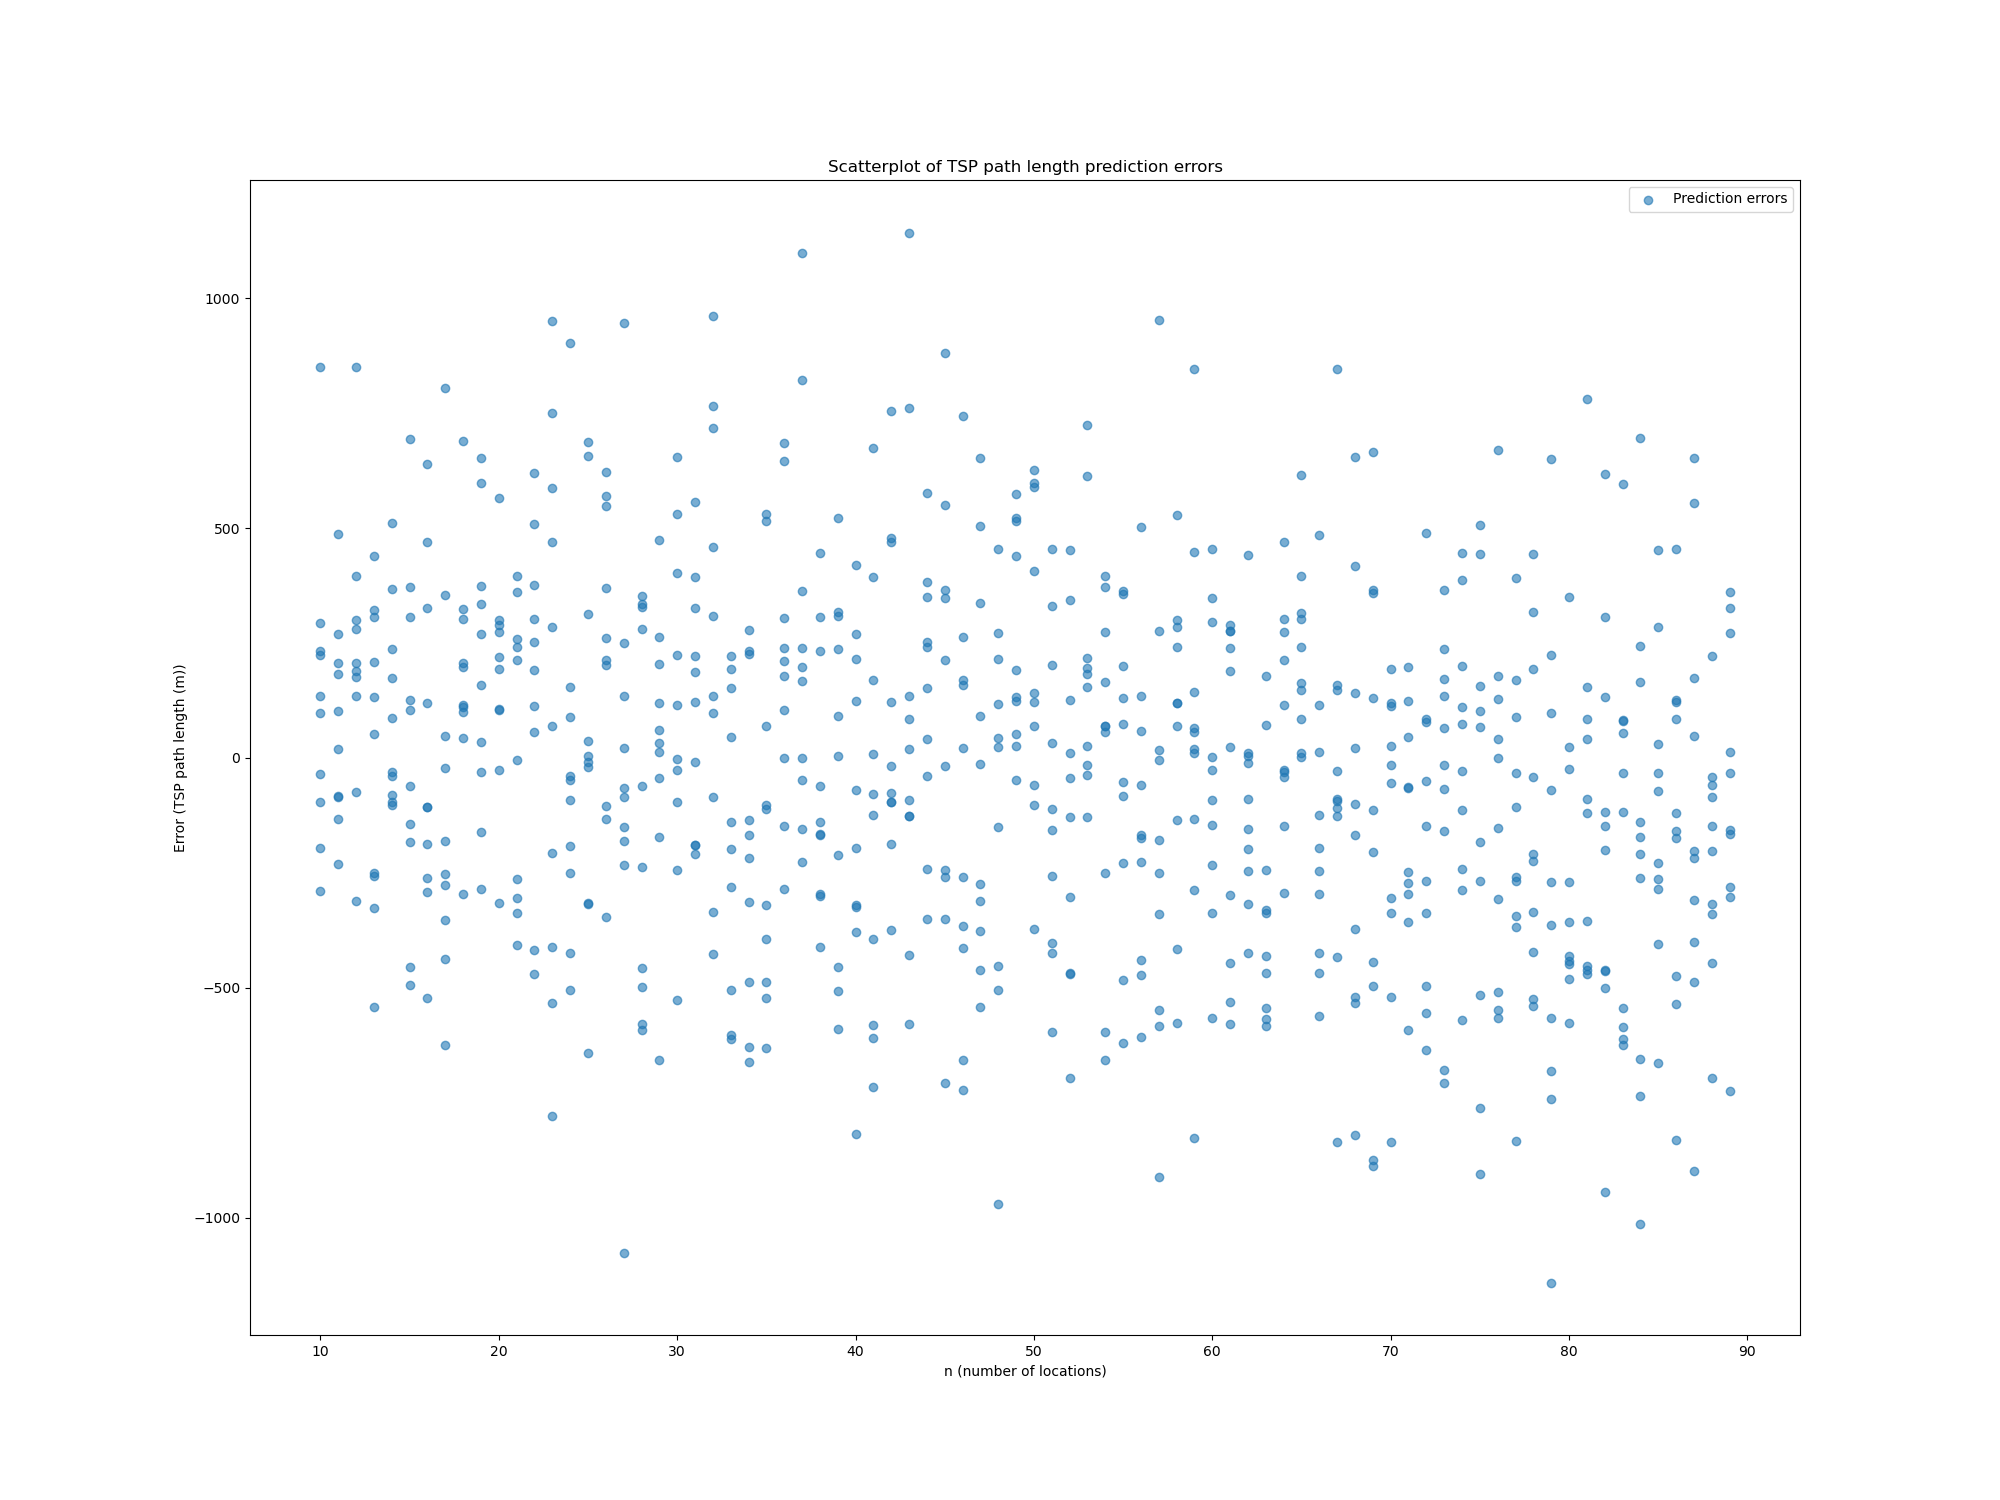 Scatterplot of TSP path length prediction errors
Prediction errors
1000
500
0
−500
−1000
Error (TSP path length (m))
10 20 30 40 50 60 70 80 90
n (number of locations)